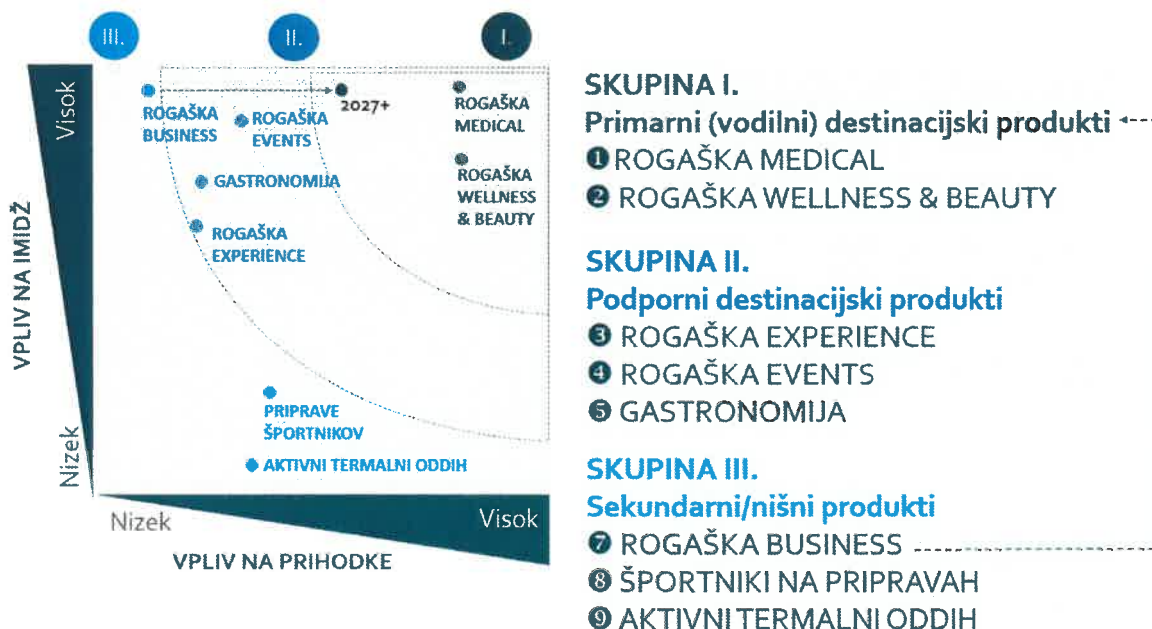 III.
II.
I.
Visok
VPLIV NA IMIDŽ
Nizek
ROGAŠKA
BUSINESS
ROGAŠKA
EVENTS
2027+
ROGAŠKA
MEDICAL
ROGAŠKA
WELLNESS
& BEAUTY
GASTRONOMIJA
ROGAŠKA
EXPERIENCE
PRIPRAVE
ŠPORTNIKOV
AKTIVNI TERMALNI ODDIH
Nizek
Visok
VPLIV NA PRIHODKE
SKUPINA I.
Primarni (vodilni) destinacijski produkti
❶ ROGAŠKA MEDICAL
❷ ROGAŠKA WELLNESS & BEAUTY
SKUPINA II.
Podporni destinacijski produkti
❸ ROGAŠKA EXPERIENCE
❹ ROGAŠKA EVENTS
❺ GASTRONOMIJA
SKUPINA III.
Sekundarni/nišni produkti
❼ ROGAŠKA BUSINESS
❽ ŠPORTNIKI NA PRIPRAVAH
❾ AKTIVNI TERMALNI ODDIH